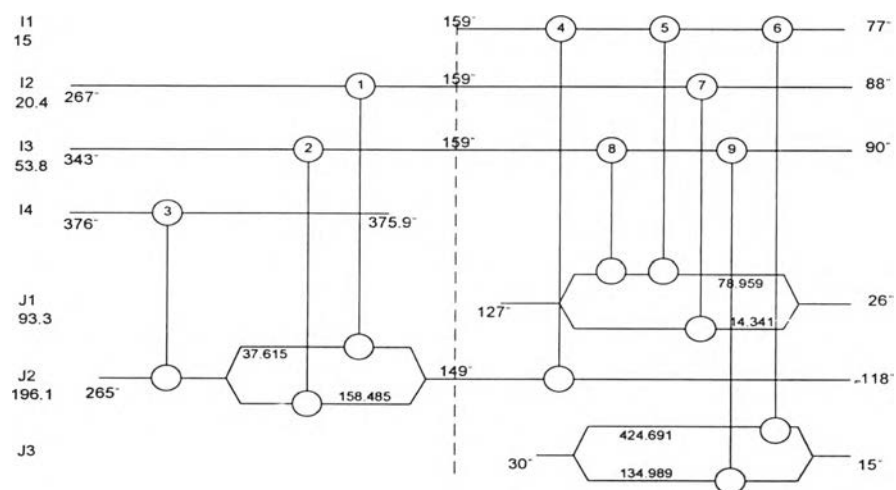 I1 159⁻ 4 5 6 77⁻
15
I2 267⁻ 1 159⁻ 7 88⁻
20.4
I3 343⁻ 2 159⁻ 8 9 90⁻
53.8
I4 376⁻ 3 375.9⁻
J1 127⁻ 78.959 26⁻
93.3 14.341
J2 265⁻ 37.615 149⁻ 118⁻
196.1 158.485
J3 30⁻ 424.691 15⁻
134.989